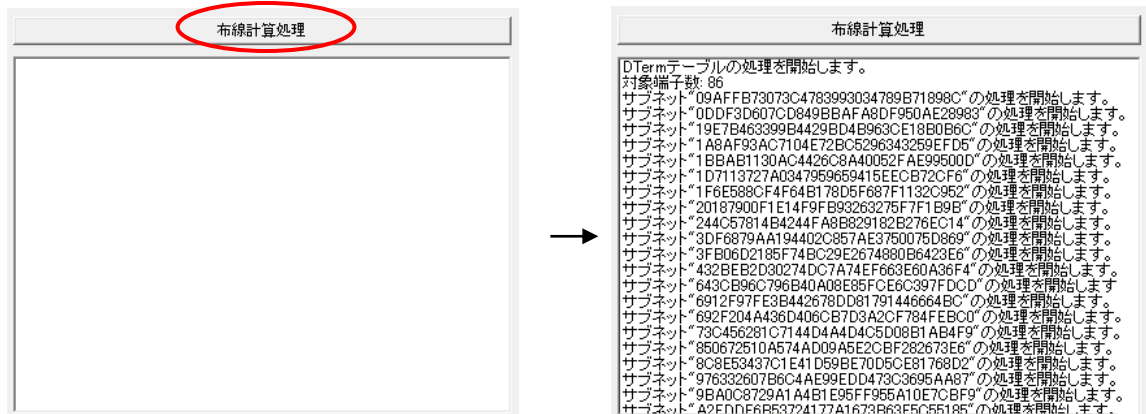 布線計算処理
布線計算処理
DTermテーブルの処理を開始します。
対象端子数: 86
サブネット"09AFFB73073C4783993034789B71898C"の処理を開始します。
サブネット"0DDF3D607CD849BBAFA8DF950AE28983"の処理を開始します。
サブネット"19E7B463399B4429BD4B963CE18B0B6C"の処理を開始します。
サブネット"1A8AF93AC7104E72BC5296343259EFD5"の処理を開始します。
サブネット"1BBAB1130AC4426C8A40052FAE99500D"の処理を開始します。
サブネット"1D7113727A0347959659415EECB72CF6"の処理を開始します。
サブネット"1F6E588CF4F64B178D5F687F1132C952"の処理を開始します。
サブネット"20187900F1E14F9FB93263275F7F1B9B"の処理を開始します。
サブネット"244C57814B4244FA8B829182B276EC14"の処理を開始します。
サブネット"3DF6879AA194402C857AE3750075D869"の処理を開始します。
サブネット"3FB06D2185F74BC29E2674880B6423E6"の処理を開始します。
サブネット"432BEB2D30274DC7A74EF663E60A36F4"の処理を開始します。
サブネット"643CB96C796B40A08E85FCE6C397FDCD"の処理を開始します
サブネット"6912F97FE3B442678DD81791446664BC"の処理を開始します。
サブネット"692F204A436D406CB7D3A2CF784FEBC0"の処理を開始します。
サブネット"73C456281C7144D4A4D4C5D08B1AB4F9"の処理を開始します。
サブネット"850672510A574AD09A5E2CBF282673E6"の処理を開始します。
サブネット"8C8E53437C1E41D59BE70D5CE81768D2"の処理を開始します。
サブネット"976332607B6C4AE99EDD473C3695AA87"の処理を開始します。
サブネット"9BA0C8729A1A4B1E95FF955A10E7CBF9"の処理を開始します。
サブネット"A2EDDF6B53724177A1673B63F5C55185"の処理を開始します。